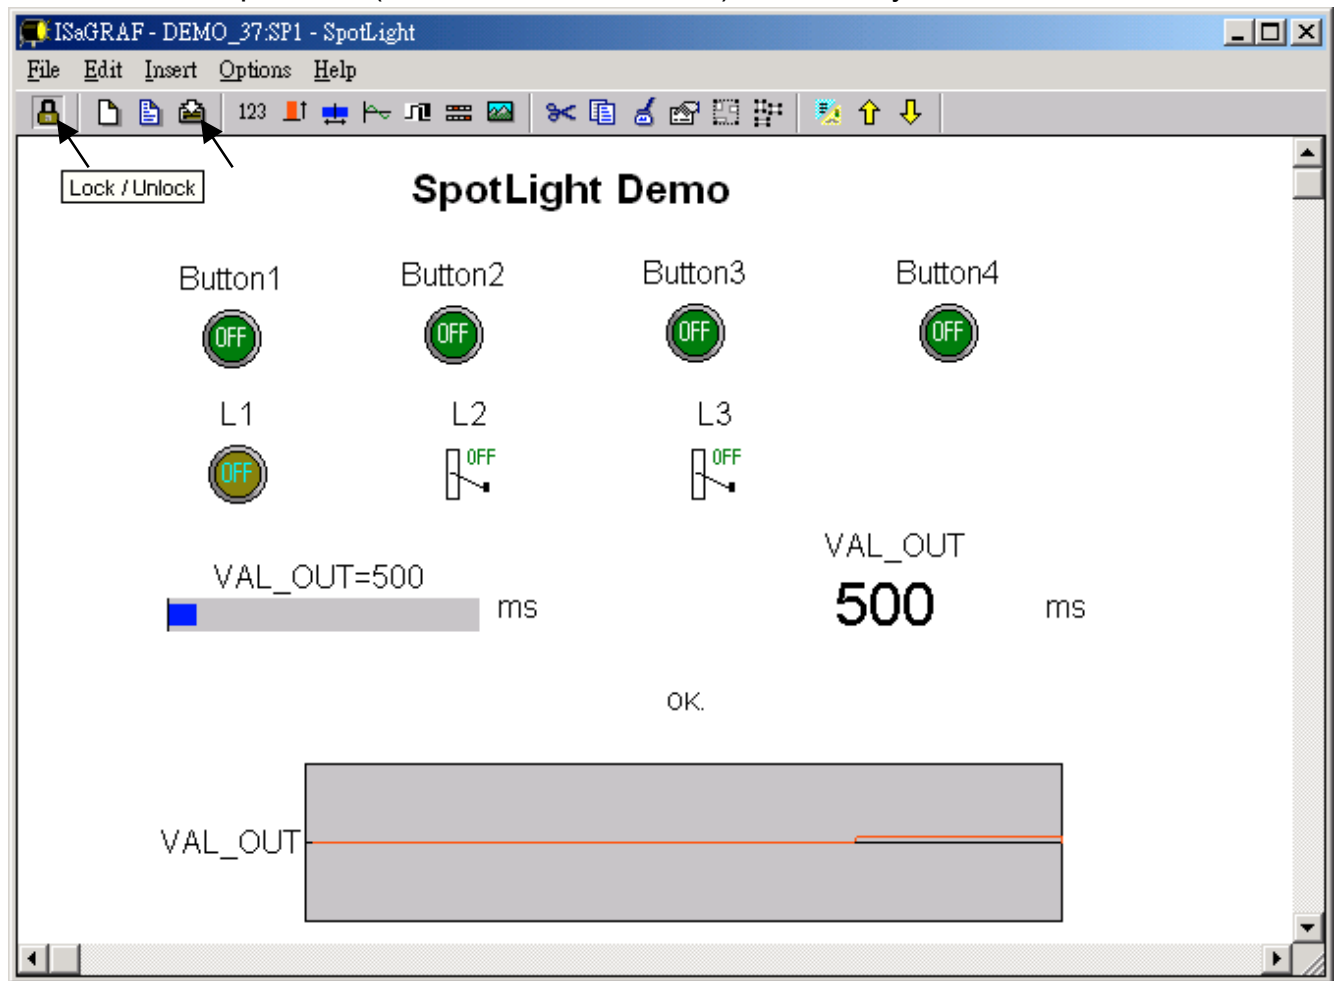 ISaGRAF - DEMO_37:SP1 - SpotLight
File Edit Insert Options Help
123
Lock / Unlock
SpotLight Demo
Button1 Button2 Button3 Button4
OFF OFF OFF OFF
L1 L2 L3
OFF OFF OFF
VAL_OUT
VAL_OUT=500
500 ms
ms
OK.
VAL_OUT